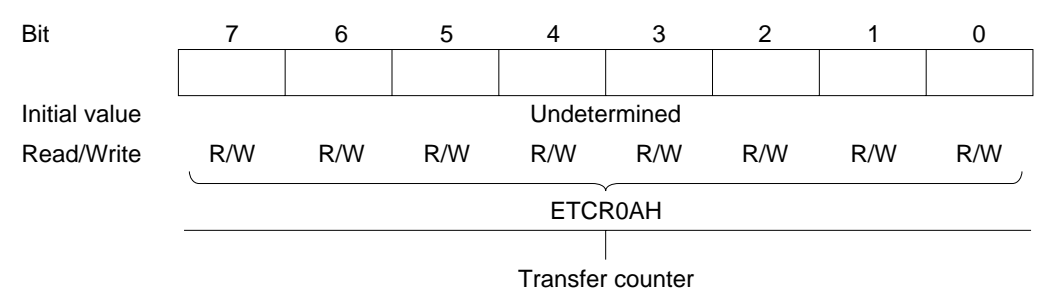 Bit 7 6 5 4 3 2 1 0
Initial value Undetermined
Read/Write R/W R/W R/W R/W R/W R/W R/W R/W
ETCR0AH
Transfer counter